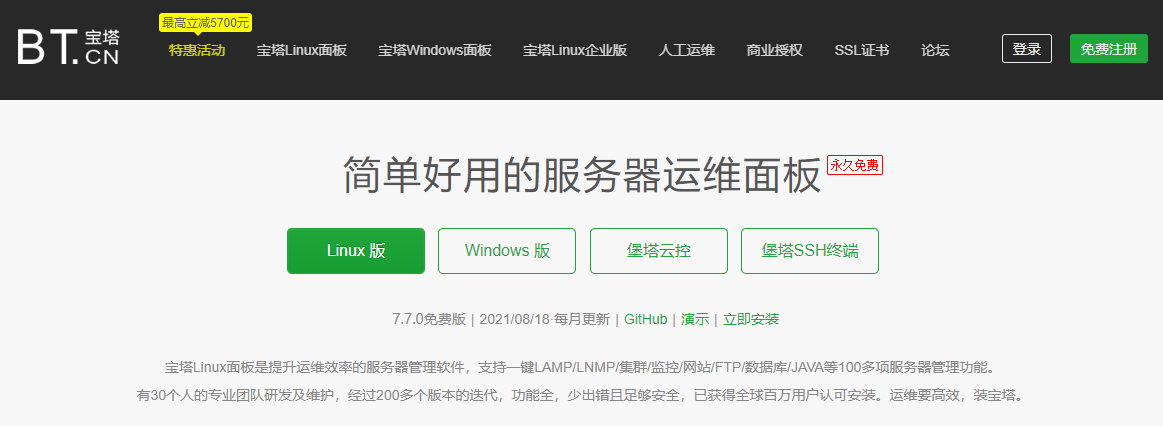 最高立减5700元
BT.宝塔CN 特惠活动 宝塔Linux面板 宝塔Windows面板 宝塔Linux企业版 人工运维 商业授权 SSL证书 论坛 登录 免费注册
简单好用的服务器运维面板 永久免费
Linux 版 Windows 版 堡塔云控 堡塔SSH终端
7.7.0免费版 | 2021/08/18·每月更新 | GitHub | 演示 | 立即安装
宝塔Linux面板是提升运维效率的服务器管理软件，支持一键LAMP/LNMP/集群/监控/网站/FTP/数据库/JAVA等100多项服务器管理功能。
有30个人的专业团队研发及维护，经过200多个版本的迭代，功能全，少出错且足够安全，已获得全球百万用户认可安装。运维要高效，装宝塔。